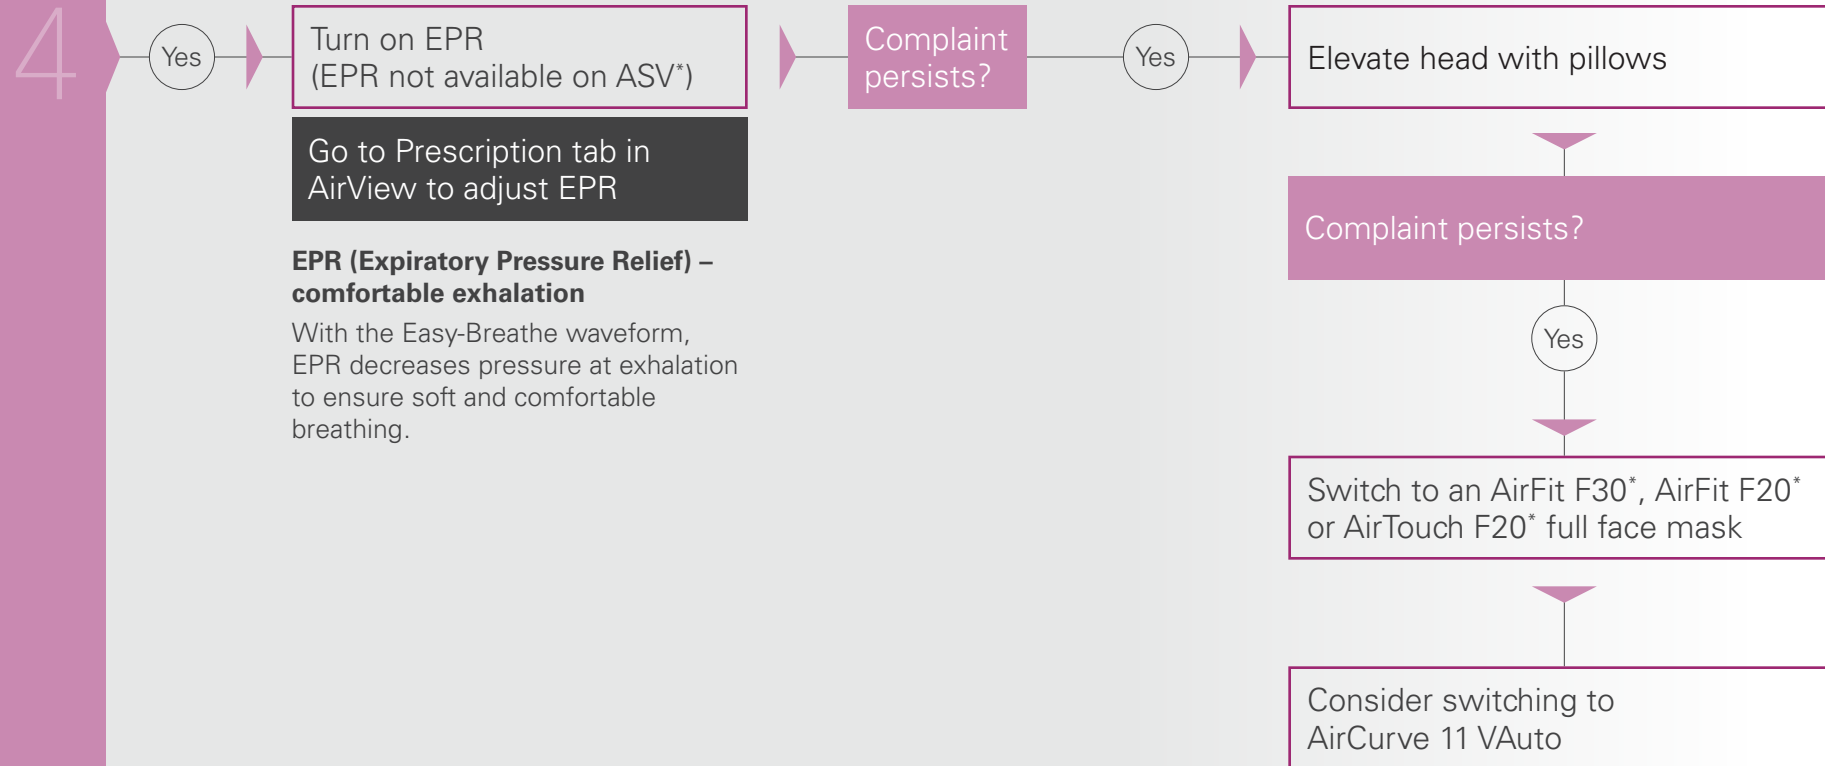 4
Yes
Turn on EPR
(EPR not available on ASV*)
Go to Prescription tab in
AirView to adjust EPR
EPR (Expiratory Pressure Relief) –
comfortable exhalation
With the Easy-Breathe waveform,
EPR decreases pressure at exhalation
to ensure soft and comfortable
breathing.
Complaint
persists?
Yes
Elevate head with pillows
Complaint persists?
Yes
Switch to an AirFit F30*, AirFit F20*
or AirTouch F20* full face mask
Consider switching to
AirCurve 11 VAuto